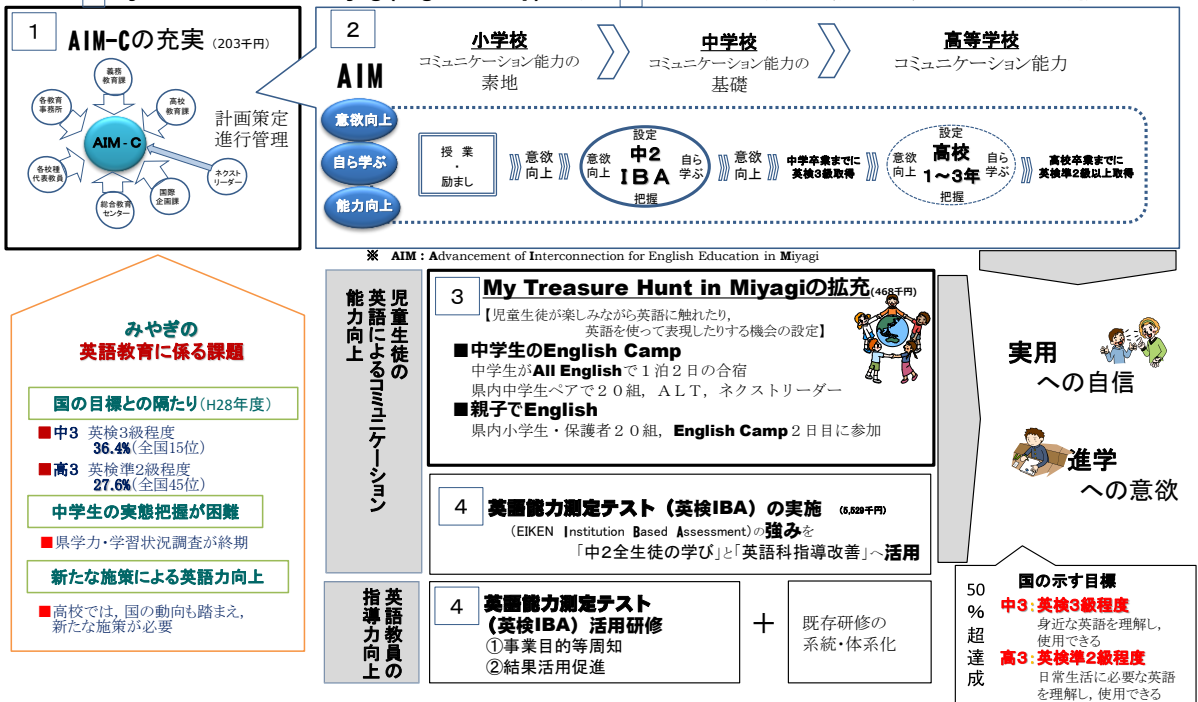 1
AIM-Cの充実 (203千円)
義務
教育課
各教育
事務所
高校
教育課
AIM-C
計画策定
進行管理
各校種
代表教員
ネクスト
リーダー
総合教育
センター
国際
企画課
2
AIM
小学校
コミュニケーション能力の
素地
中学校
コミュニケーション能力の
基礎
高等学校
コミュニケーション能力
意欲向上
自ら学ぶ
能力向上
授 業
・
励まし
意欲
向上
設定
意欲
向上
中2
IBA
自ら
学ぶ
把握
意欲
向上
中学卒業までに
英検3級取得
設定
意欲
向上
高校
1~3年
自ら
学ぶ
把握
高校卒業までに
英検準2級以上取得
※ AIM : Advancement of Interconnection for English Education in Miyagi
みやぎの
英語教育に係る課題
国の目標との隔たり(H28年度)
■中3 英検3級程度
36.4%(全国15位)
■高3 英検準2級程度
27.6%(全国45位)
中学生の実態把握が困難
■県学力・学習状況調査が終期
新たな施策による英語力向上
■高校では, 国の動向も踏まえ,
新たな施策が必要
児童生徒の
英語によるコミュニケーション
能力向上
3
My Treasure Hunt in Miyagiの拡充(468千円)
【児童生徒が楽しみながら英語に触れたり,
英語を使って表現したりする機会の設定】
■中学生のEnglish Camp
中学生がAll Englishで1泊2日の合宿
県内中学生ペアで20組, ALT, ネクストリーダー
■親子でEnglish
県内小学生・保護者20組, English Camp2日目に参加
4
英語能力測定テスト(英検IBA)の実施 (5,529千円)
(EIKEN Institution Based Assessment)の強みを
「中2全生徒の学び」と「英語科指導改善」へ活用
英語教員の
指導力向上
4
英語能力測定テスト
(英検IBA)活用研修
①事業目的等周知
②結果活用促進
+
既存研修の
系統・体系化
実用
への自信
進学
への意欲
50%超達成
国の示す目標
中3:英検3級程度
身近な英語を理解し,
使用できる
高3:英検準2級程度
日常生活に必要な英語
を理解し, 使用できる